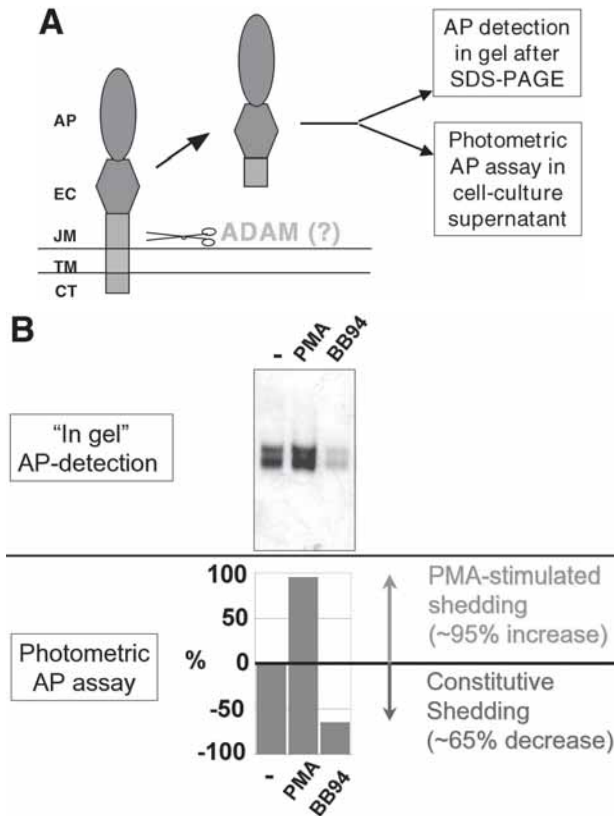 A
AP detection
in gel after
SDS-PAGE
AP
Photometric
AP assay in
cell-culture
supernatant
EC
JM
ADAM (?)
TM
CT
B
- PMA BB94
"In gel"
AP-detection
100
50
0
-50
-100
%
Photometric
AP assay
PMA-stimulated
shedding
(~95% increase)
Constitutive
Shedding
(~65% decrease)
- PMA BB94